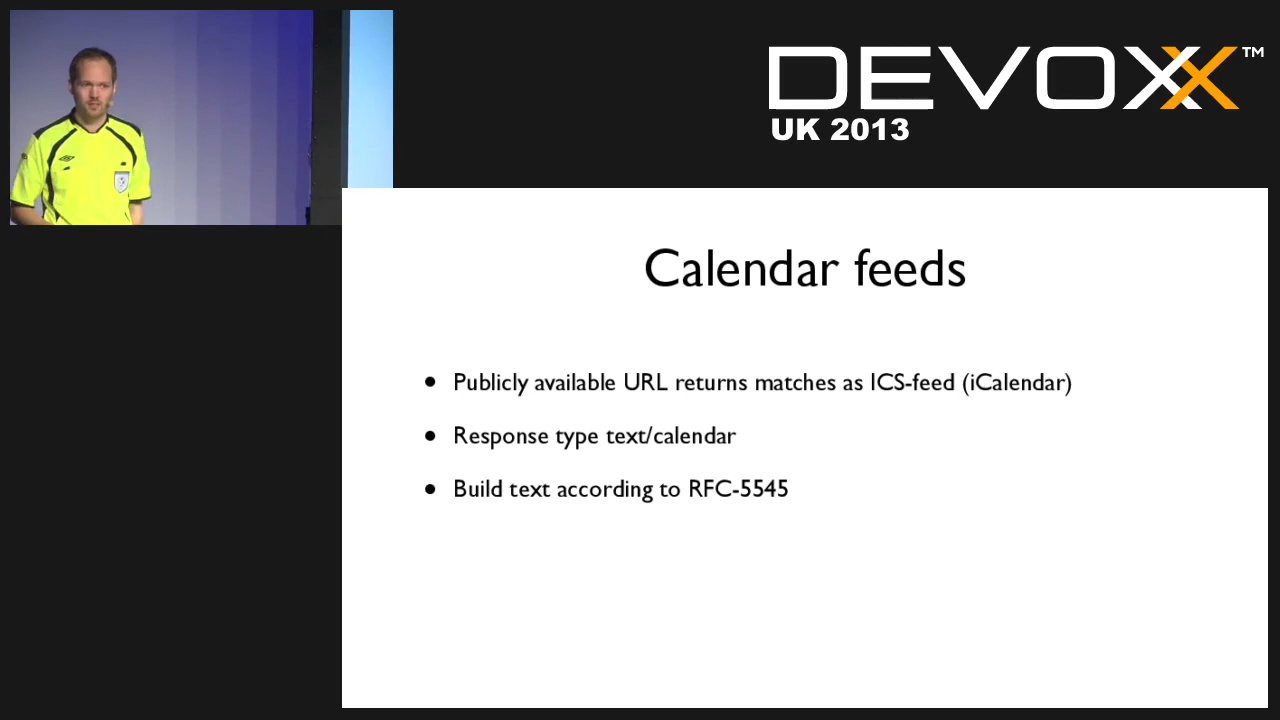 DEVOXX™
UK 2013
Calendar feeds
• Publicly available URL returns matches as ICS-feed (iCalendar)
• Response type text/calendar
• Build text according to RFC-5545